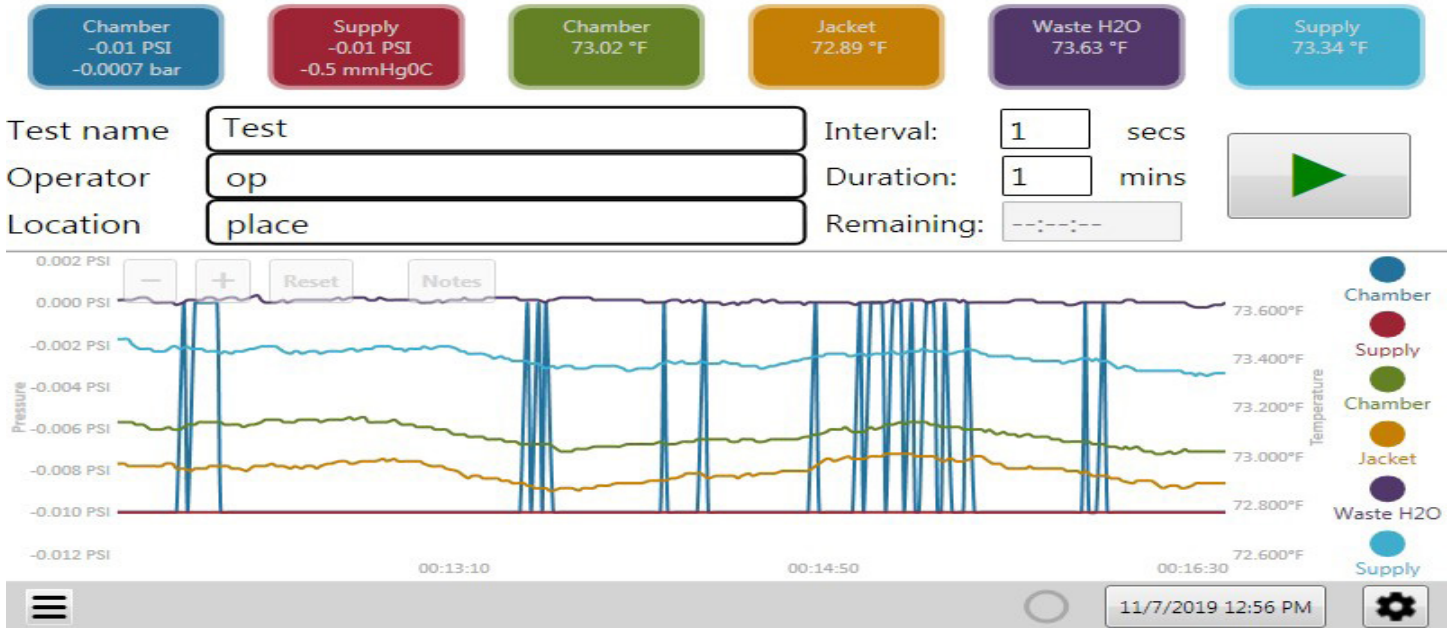 Chamber
-0.01 PSI
-0.0007 bar
Supply
-0.01 PSI
-0.5 mmHg0C
Chamber
73.02 °F
Jacket
72.89 °F
Waste H2O
73.63 °F
Supply
73.34 °F
Test name Test Interval: 1 secs
Operator op Duration: 1 mins
Location place Remaining: --:--:--
− + Reset Notes
0.002 PSI
0.000 PSI
-0.002 PSI
-0.004 PSI
-0.006 PSI
-0.008 PSI
-0.010 PSI
-0.012 PSI
Pressure
00:13:10 00:14:50 00:16:30
73.600°F
73.400°F
73.200°F
73.000°F
72.800°F
72.600°F
Temperature
Chamber
Supply
Chamber
Jacket
Waste H2O
Supply
11/7/2019 12:56 PM